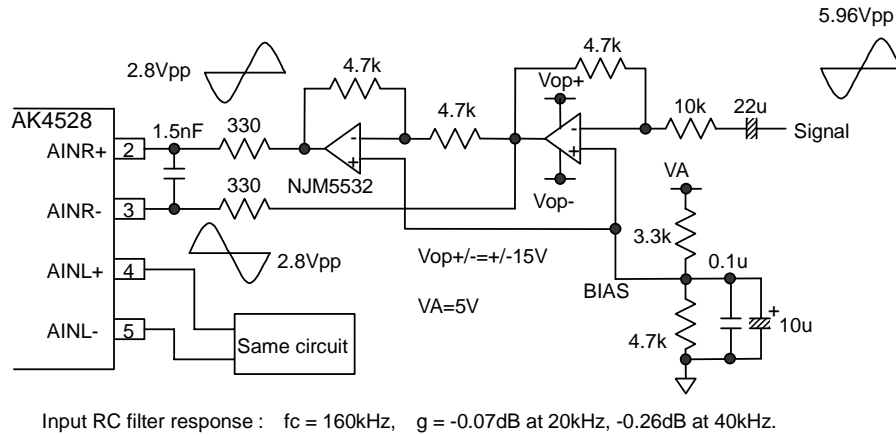 5.96Vpp
4.7k
2.8Vpp
4.7k
Vop+
4.7k
10k
22u
Signal
AK4528
1.5nF
330
-
+
-
+
AINR+
2
NJM5532
Vop-
VA
330
AINR-
3
3.3k
2.8Vpp
Vop+/-=+/-15V
0.1u
AINL+
4
BIAS
VA=5V
+
10u
AINL-
5
Same circuit
4.7k
Input RC filter response : fc = 160kHz, g = -0.07dB at 20kHz, -0.26dB at 40kHz.